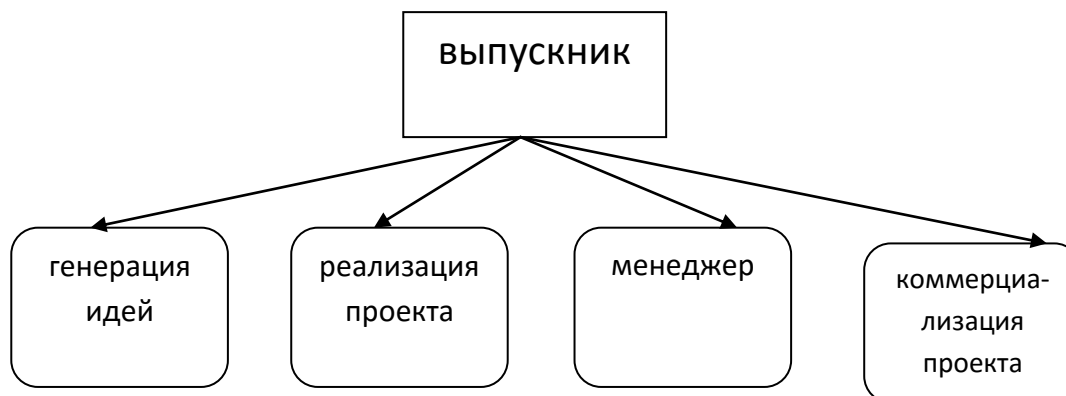 выпускник
генерация
идей
реализация
проекта
менеджер
коммерциа-
лизация
проекта